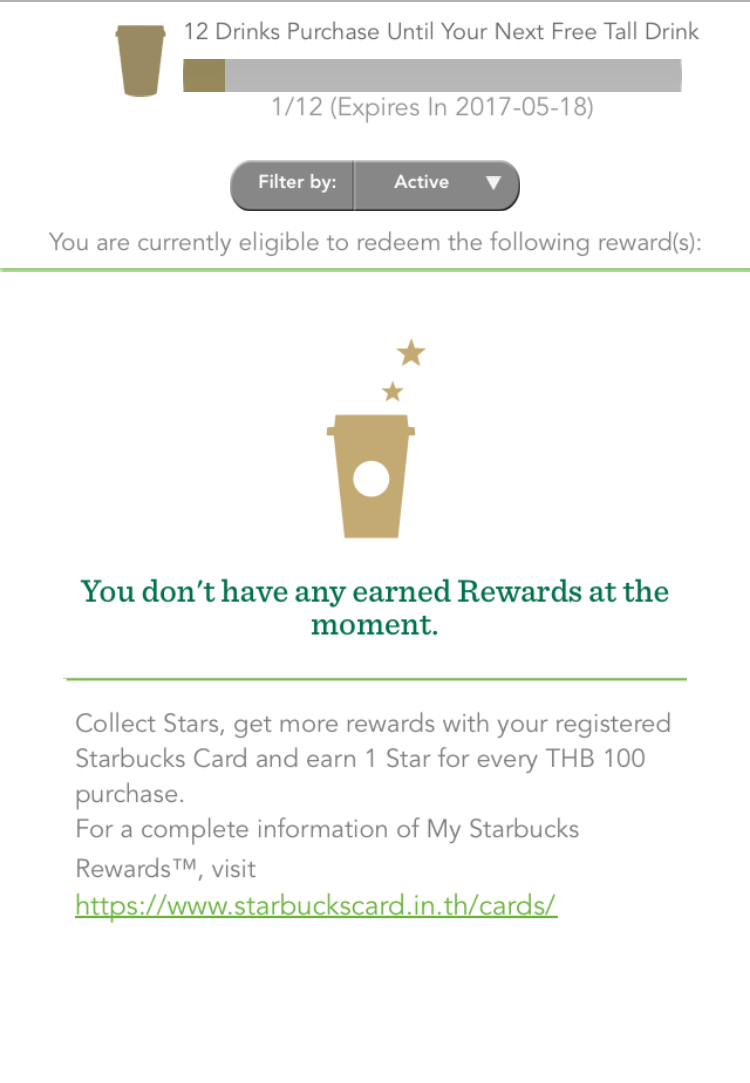 12 Drinks Purchase Until Your Next Free Tall Drink
1/12 (Expires In 2017-05-18)
Filter by: Active
You are currently eligible to redeem the following reward(s):
You don't have any earned Rewards at the
moment.
Collect Stars, get more rewards with your registered
Starbucks Card and earn 1 Star for every THB 100
purchase.
For a complete information of My Starbucks
Rewards™, visit
https://www.starbuckscard.in.th/cards/